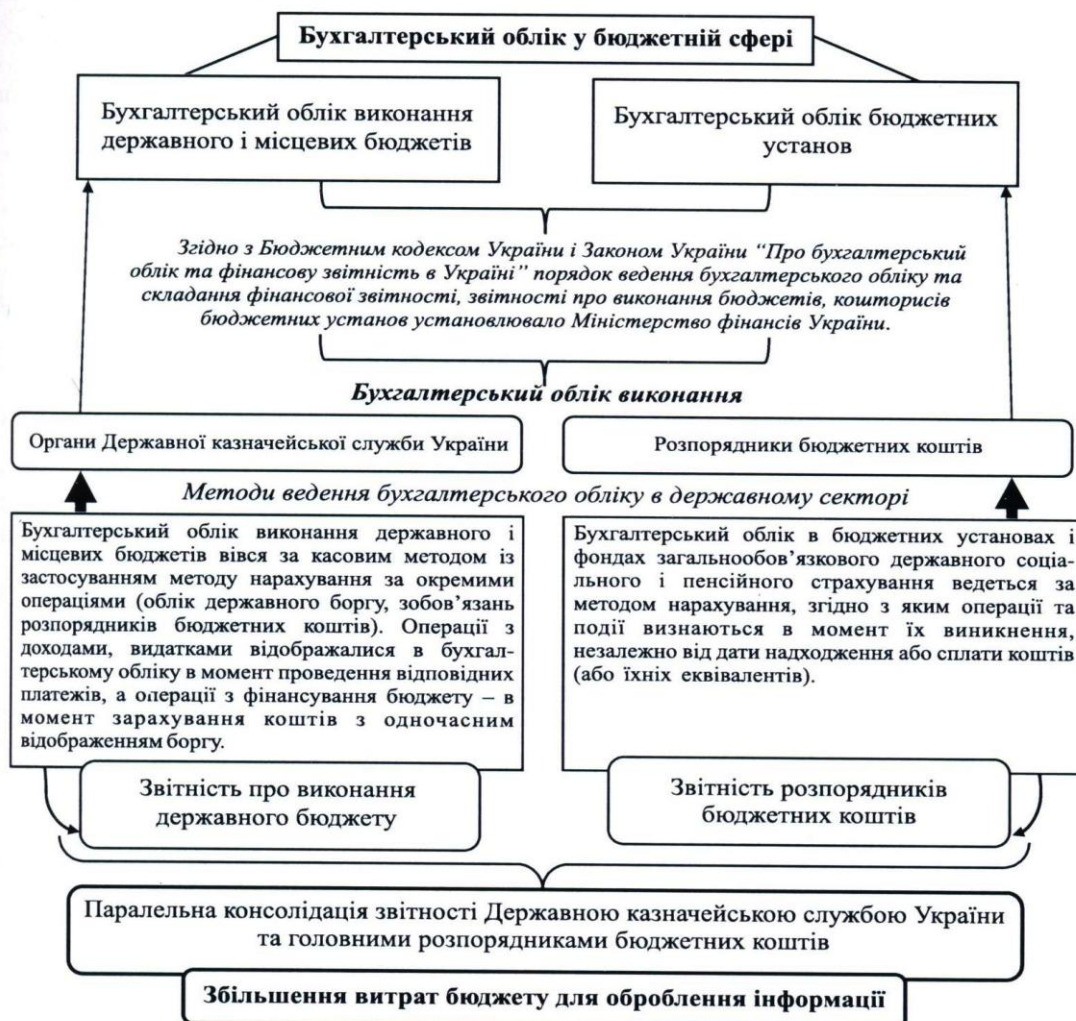 Бухгалтерський облік у бюджетній сфері
Бухгалтерський облік виконання
державного і місцевих бюджетів
Бухгалтерський облік бюджетних
установ
Згідно з Бюджетним кодексом України і Законом України “Про бухгалтерський
облік та фінансову звітність в Україні” порядок ведення бухгалтерського обліку та
складання фінансової звітності, звітності про виконання бюджетів, кошторисів
бюджетних установ установлювало Міністерство фінансів України.
Бухгалтерський облік виконання
Органи Державної казначейської служби України
Розпорядники бюджетних коштів
Методи ведення бухгалтерського обліку в державному секторі
Бухгалтерський облік виконання державного і
місцевих бюджетів вівся за касовим методом із
застосуванням методу нарахування за окремими
операціями (облік державного боргу, зобов’язань
розпорядників бюджетних коштів). Операції з
доходами, видатками відображалися в бухгал-
терському обліку в момент проведення відповідних
платежів, а операції з фінансування бюджету – в
момент зарахування коштів з одночасним
відображенням боргу.
Бухгалтерський облік в бюджетних установах і
фондах загальнообов’язкового державного соціа-
льного і пенсійного страхування ведеться за
методом нарахування, згідно з яким операції та
події визнаються в момент їх виникнення,
незалежно від дати надходження або сплати коштів
(або їхніх еквівалентів).
Звітність про виконання
державного бюджету
Звітність розпорядників
бюджетних коштів
Паралельна консолідація звітності Державною казначейською службою України
та головними розпорядниками бюджетних коштів
Збільшення витрат бюджету для оброблення інформації